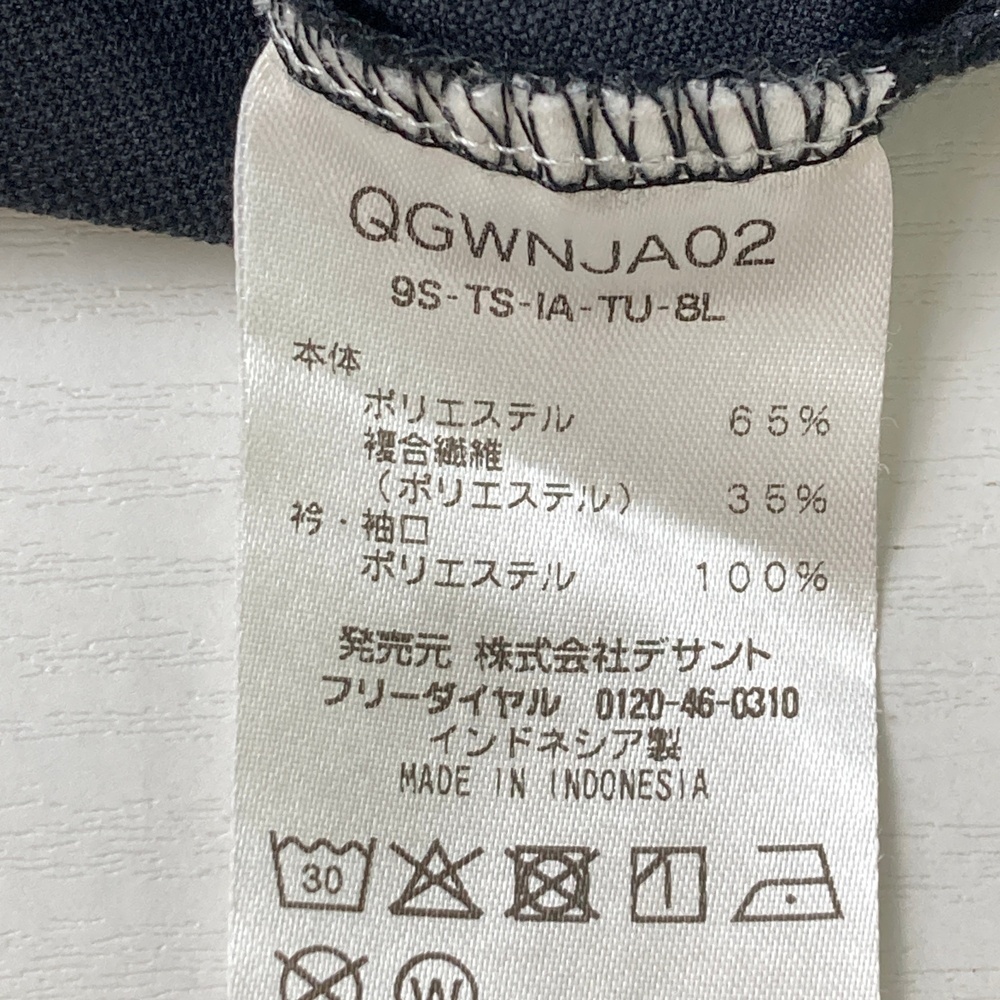 QGWNJA02
9S-TS-IA-TU-8L
本体
ポリエステル 65%
複合繊維
（ポリエステル） 35%
衿・袖口
ポリエステル 100%
発売元 株式会社デサント
フリーダイヤル 0120-46-0310
インドネシア製
MADE IN INDONESIA
30
W